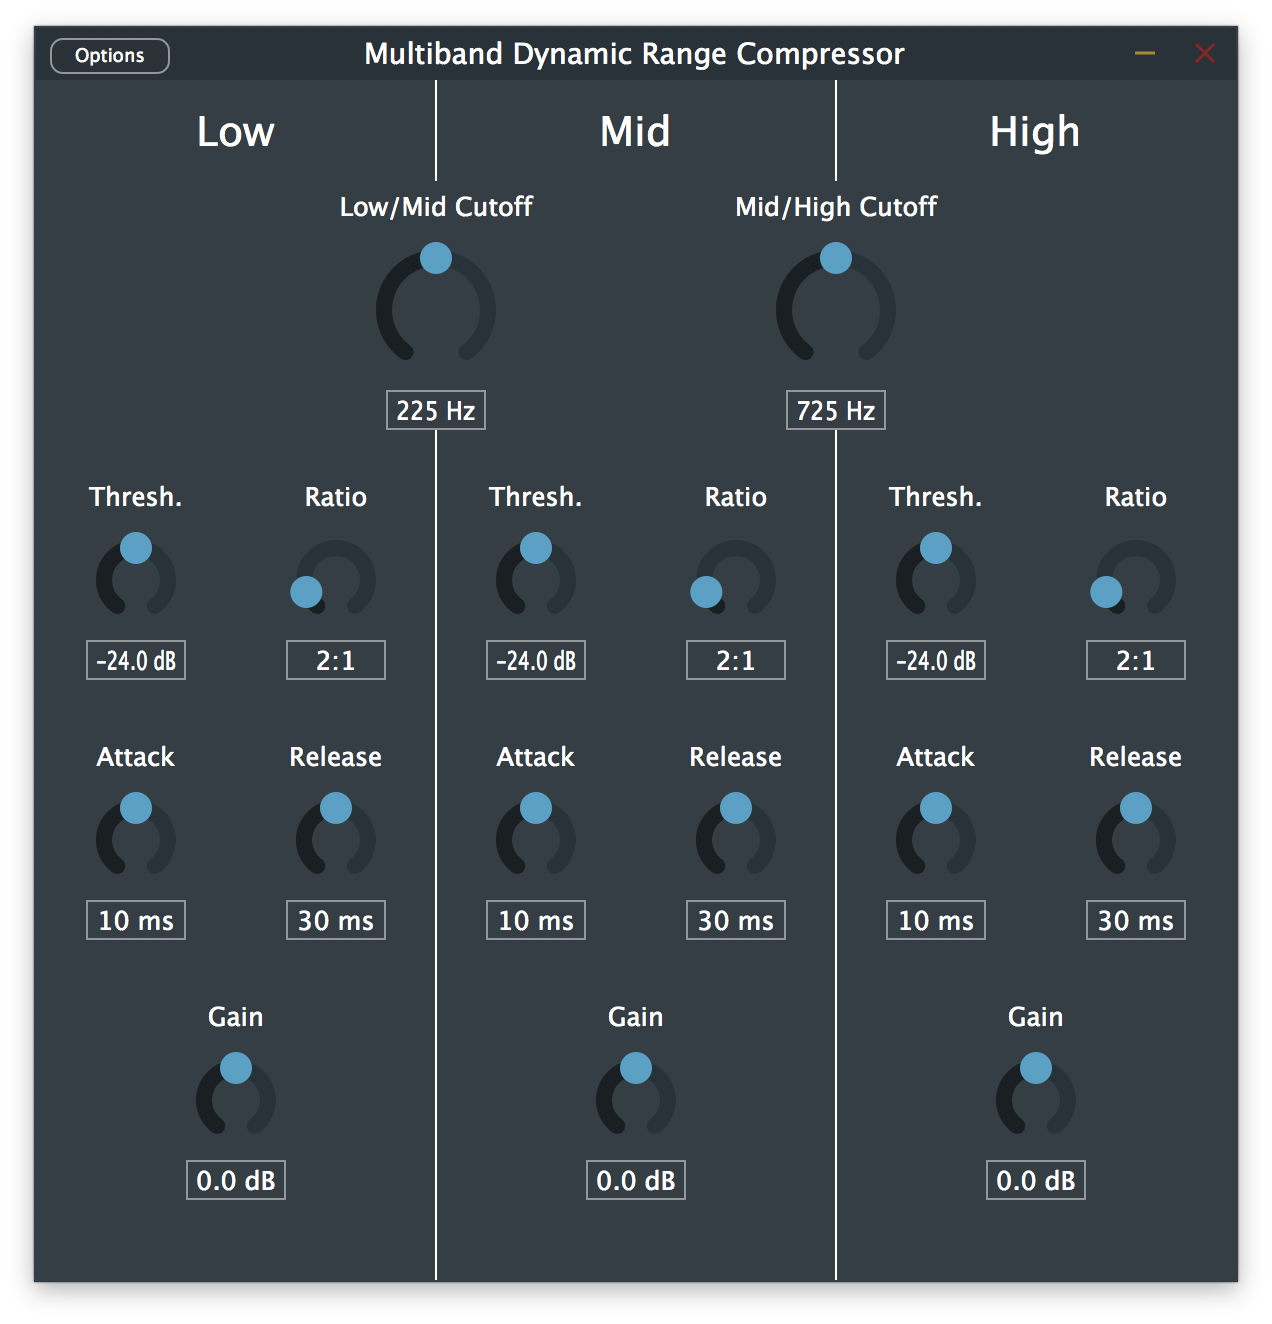 Options
Multiband Dynamic Range Compressor
Low
Mid
High
Low/Mid Cutoff
Mid/High Cutoff
225 Hz
725 Hz
Thresh.
Ratio
Thresh.
Ratio
Thresh.
Ratio
-24.0 dB
2:1
-24.0 dB
2:1
-24.0 dB
2:1
Attack
Release
Attack
Release
Attack
Release
10 ms
30 ms
10 ms
30 ms
10 ms
30 ms
Gain
Gain
Gain
0.0 dB
0.0 dB
0.0 dB